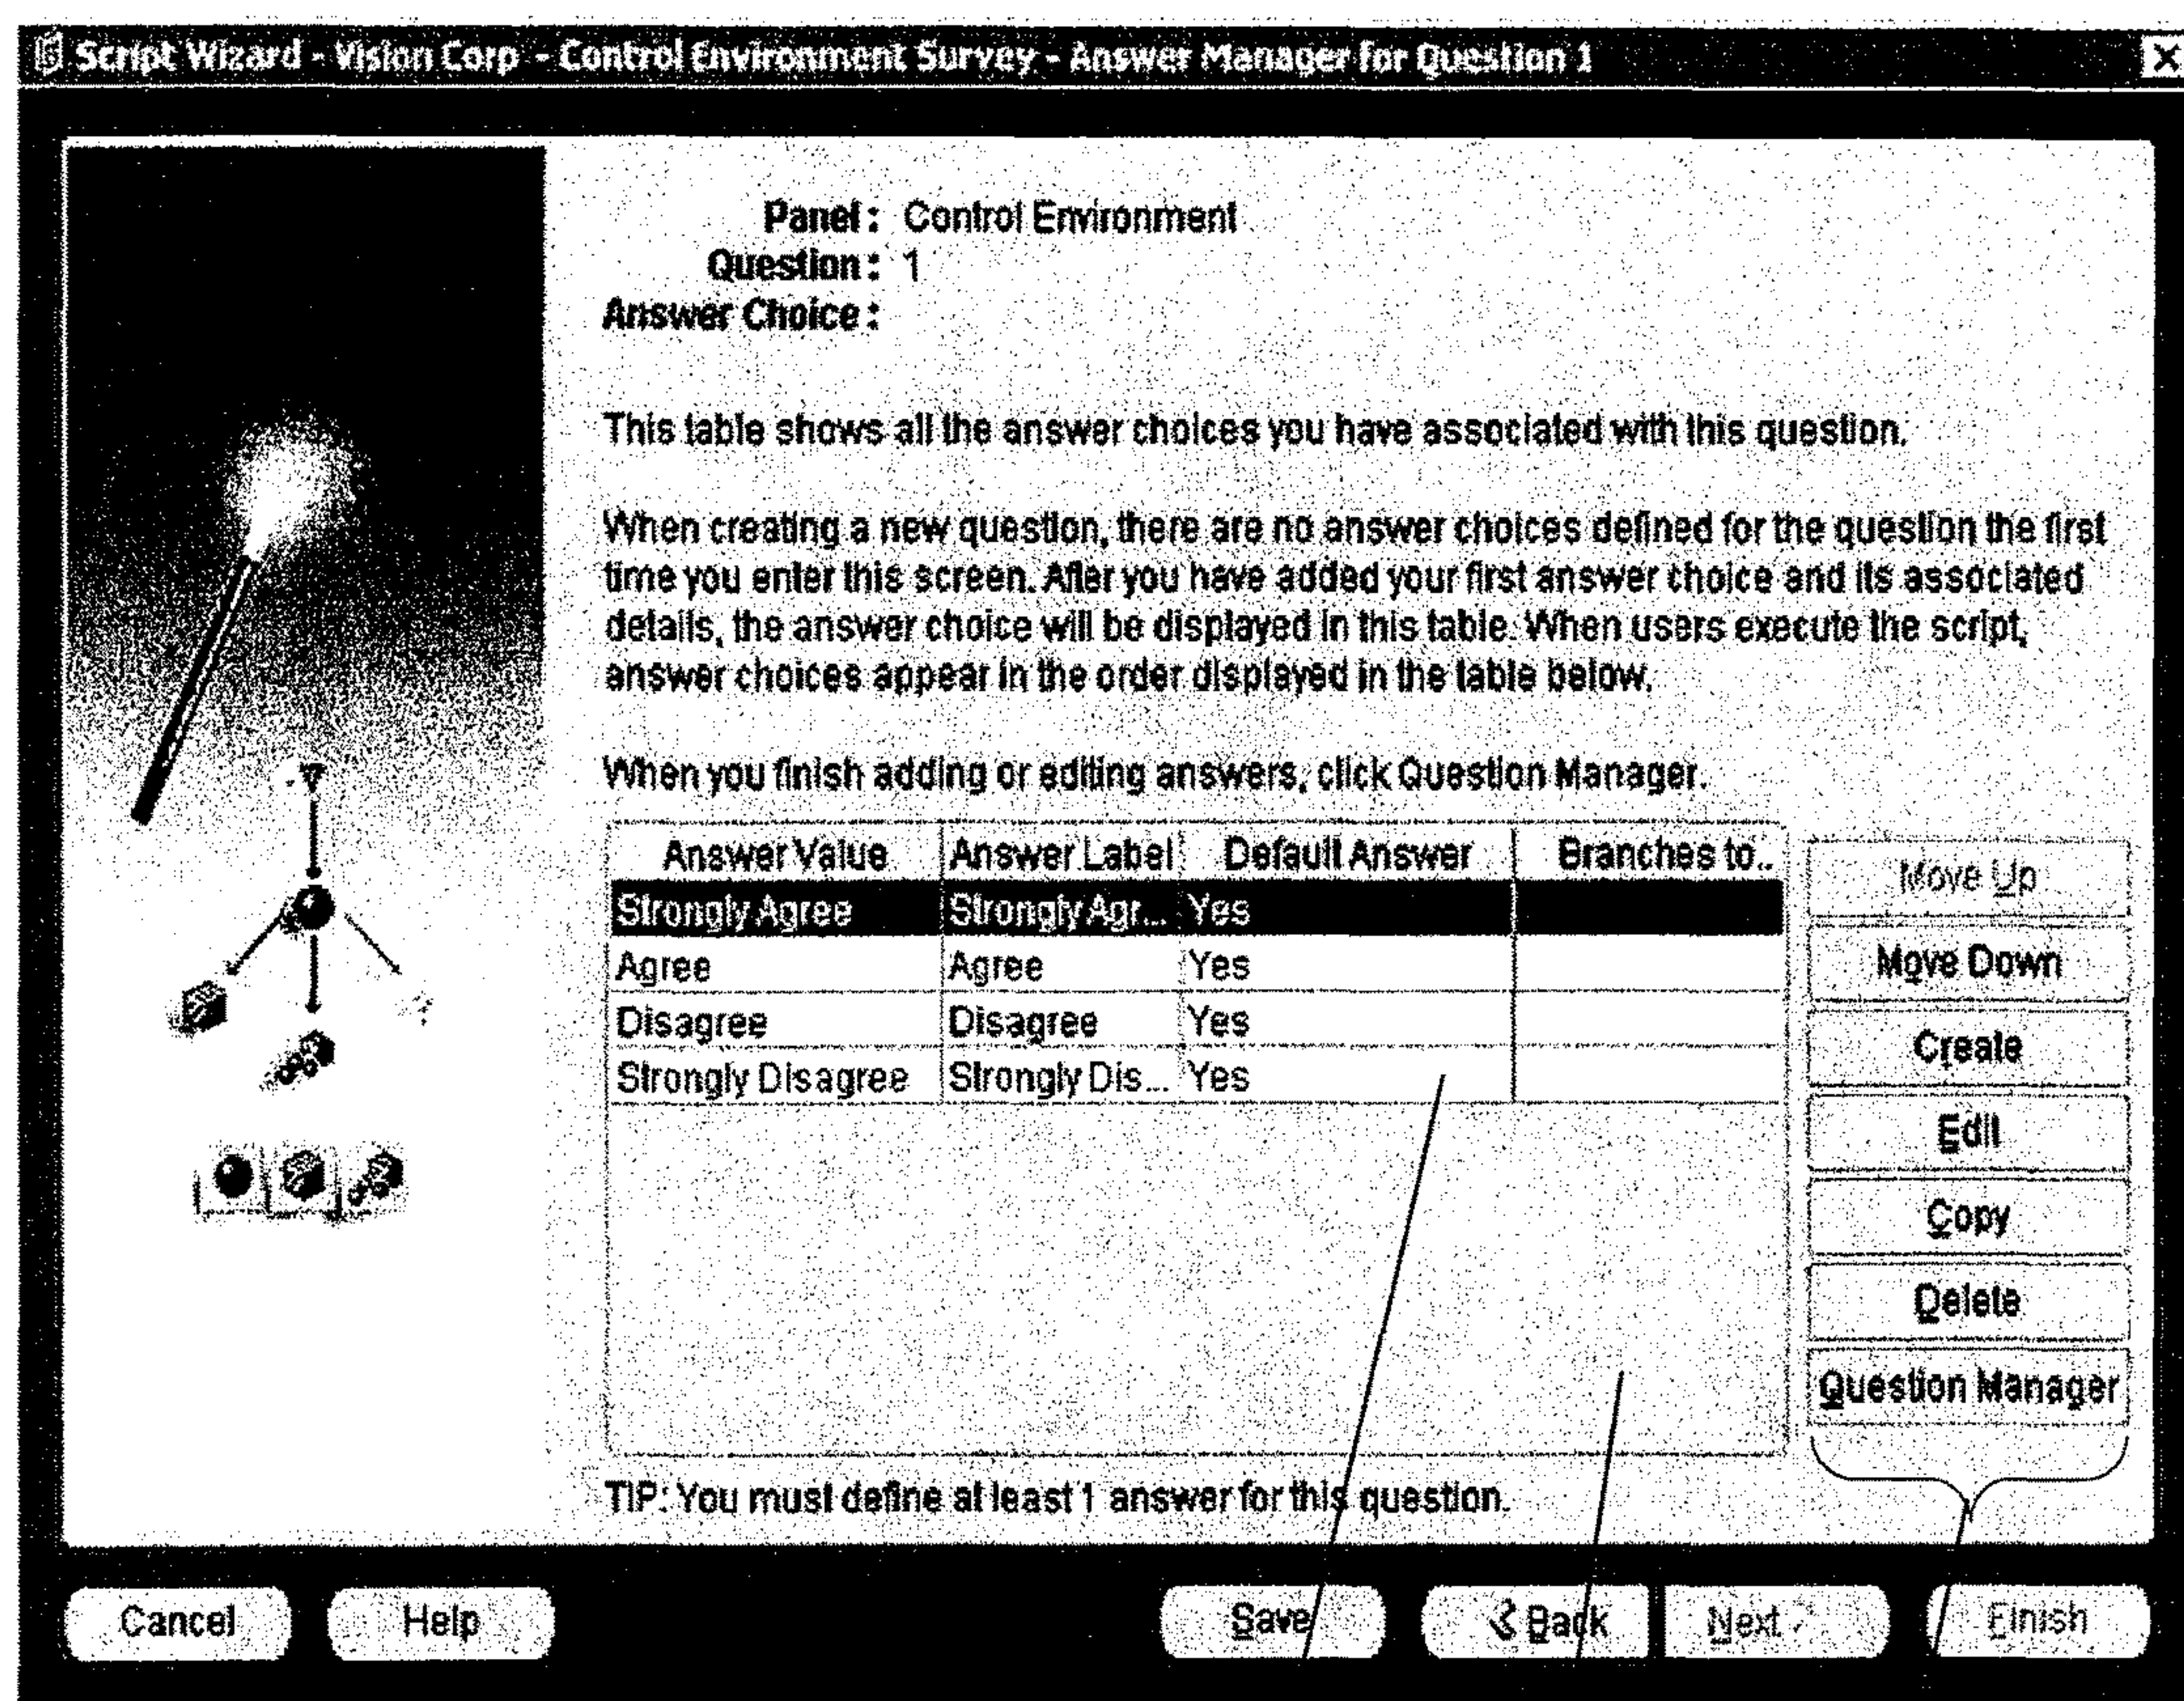 Script Wizard - Vision Corp - Control Environment Survey - Answer Manager for Question 1
Panel: Control Environment
Question: 1
Answer Choice:
This table shows all the answer choices you have associated with this question.
When creating a new question, there are no answer choices defined for the question the first
time you enter this screen. After you have added your first answer choice and its associated
details, the answer choice will be displayed in this table. When users execute the script,
answer choices appear in the order displayed in the table below.
When you finish adding or editing answers, click Question Manager.
Answer Value Answer Label Default Answer Branches to..
Strongly Agree Strongly Agr... Yes
Agree Agree Yes
Disagree Disagree Yes
Strongly Disagree Strongly Dis... Yes
Move Up
Move Down
Create
Edit
Copy
Delete
Question Manager
TIP: You must define at least 1 answer for this question.
Cancel Help Save Back Next Finish